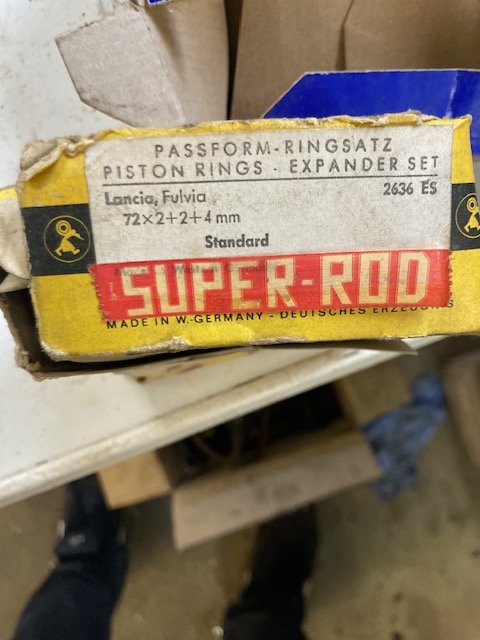 PASSFORM-RINGSATZ
PISTON RINGS - EXPANDER SET
Lancia, Fulvia 2636 ES
72×2+2+4 mm
Standard
SUPER-ROD
MADE IN W.-GERMANY - DEUTSCHES ERZEUGNIS